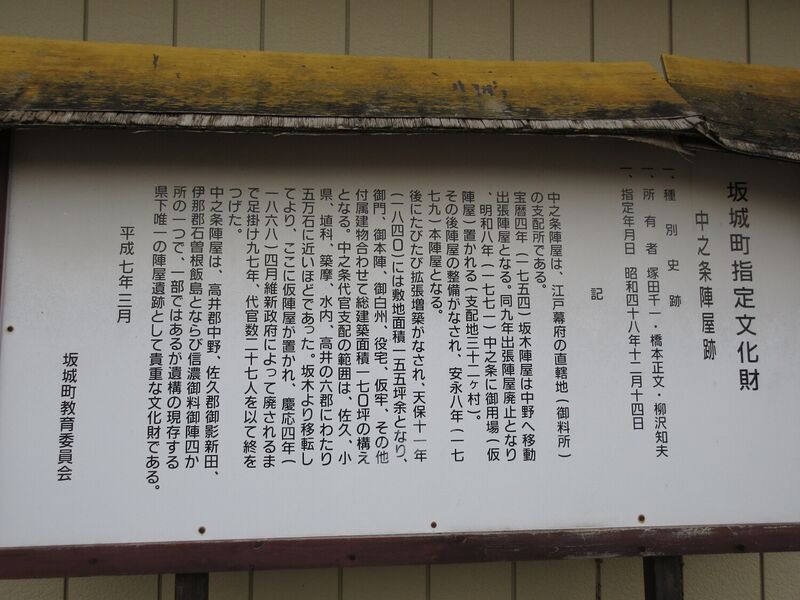 坂城町指定文化財
中之条陣屋跡
一、種別 史跡
一、所有者 塚田千一・橋本正文・柳沢知夫
一、指定年月日 昭和四十八年十二月十四日
記
中之条陣屋は、江戸幕府の直轄地（御料所）
の支配所である。
宝暦四年（一七五四）坂木陣屋は中野へ移動
出張陣屋となる。同九年出張陣屋廃止となり
、明和八年（一七七一）中之条に御用場（仮
陣屋）置かれる（支配地三十二ヶ村）。
その後陣屋の整備がなされ、安永八年（一七
七九）本陣屋となる。
後にたびたび拡張増築がなされ、天保十一年
（一八四〇）には敷地面積一五五坪余となり、
御門、御本陣、御白州、役宅、仮牢、その他
付属建物合わせて総建築面積一七〇坪の構え
となる。中之条代官支配の範囲は、佐久、小
県、埴科、築摩、水内、高井の六郡にわたり
五万石に近いほどであった。坂木より移転し
てより、ここに仮陣屋が置かれ、慶応四年（
一八六八）四月維新政府によって廃されるま
で足掛け九七年、代官数二十七人を以て終を
つげた。
中之条陣屋は、高井郡中野、佐久郡御影新田、
伊那郡石曽根飯島とならび信濃御料御陣四か
所の一つで、一部ではあるが遺構の現存する
県下唯一の陣屋遺跡として貴重な文化財である。
平成七年三月
坂城町教育委員会